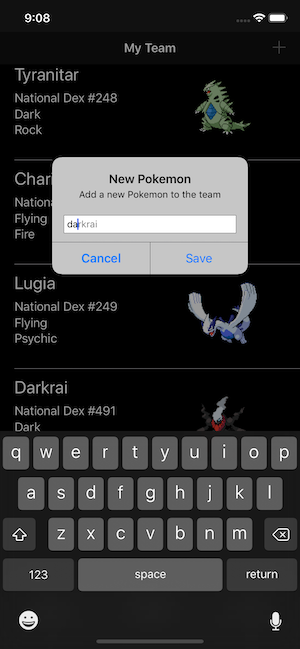 9:08
My Team
Tyranitar
National Dex #248
Dark
Rock
New Pokemon
Add a new Pokemon to the team
darkrai
Cancel
Save
Flying
Fire
Lugia
National Dex #249
Flying
Psychic
Darkrai
National Dex #491
Dark
q w e r t y u i o p
a s d f g h j k l
z x c v b n m
123
space
return